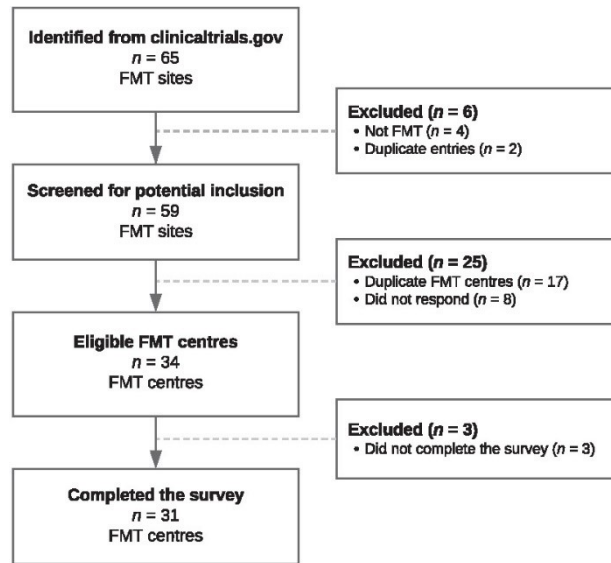 Identified from clinicaltrials.gov
n = 65
FMT sites
Excluded (n = 6)
• Not FMT (n = 4)
• Duplicate entries (n = 2)
Screened for potential inclusion
n = 59
FMT sites
Excluded (n = 25)
• Duplicate FMT centres (n = 17)
• Did not respond (n = 8)
Eligible FMT centres
n = 34
FMT centres
Excluded (n = 3)
• Did not complete the survey (n = 3)
Completed the survey
n = 31
FMT centres